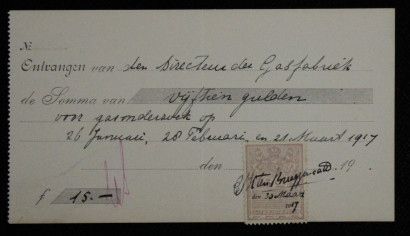 №
Ontvangen van den Directeur der Gasfabriek
de Somma van vijftien gulden
voor gasonderzoek op
26 Januari, 28 Februari, en 28 Maart 1917
den 19
f 15.—